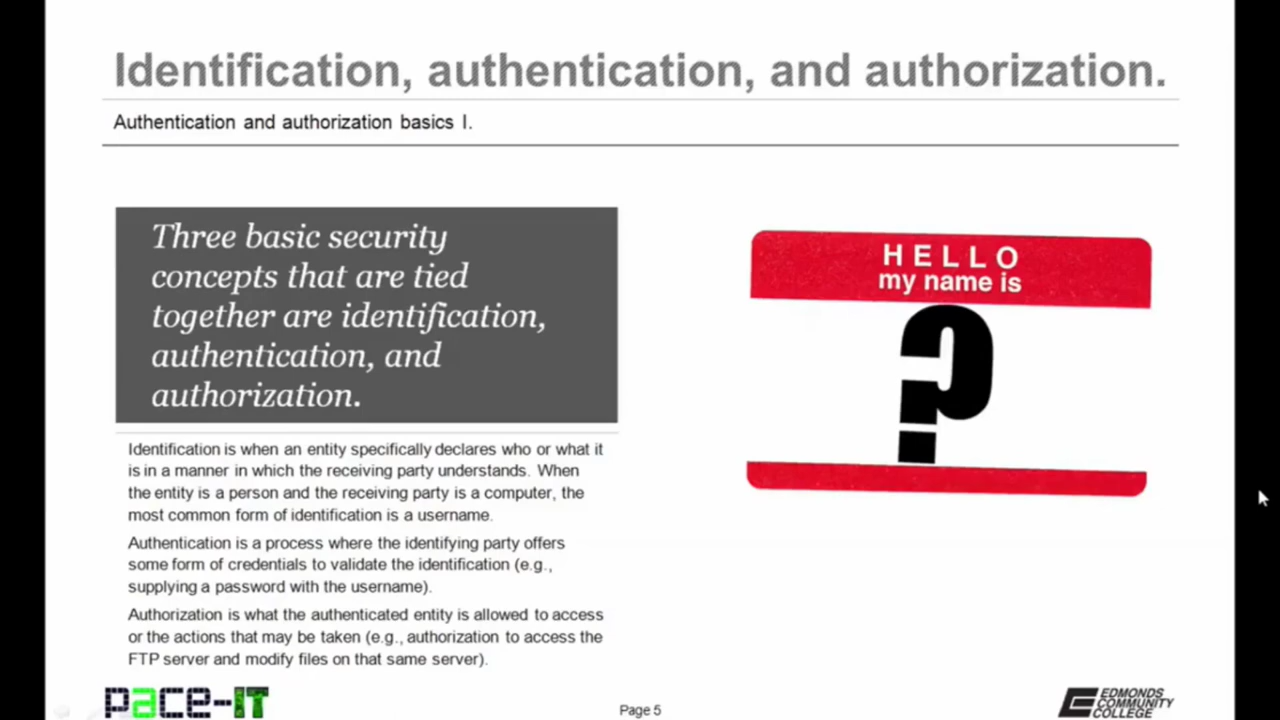 Identification, authentication, and authorization.
Authentication and authorization basics I.
Three basic security
concepts that are tied
together are identification,
authentication, and
authorization.
Identification is when an entity specifically declares who or what it
is in a manner in which the receiving party understands. When
the entity is a person and the receiving party is a computer, the
most common form of identification is a username.
Authentication is a process where the identifying party offers
some form of credentials to validate the identification (e.g.,
supplying a password with the username).
Authorization is what the authenticated entity is allowed to access
or the actions that may be taken (e.g., authorization to access the
FTP server and modify files on that same server).
HELLO
my name is
?
pace-IT
Page 5
EDMONDS
COMMUNITY
COLLEGE